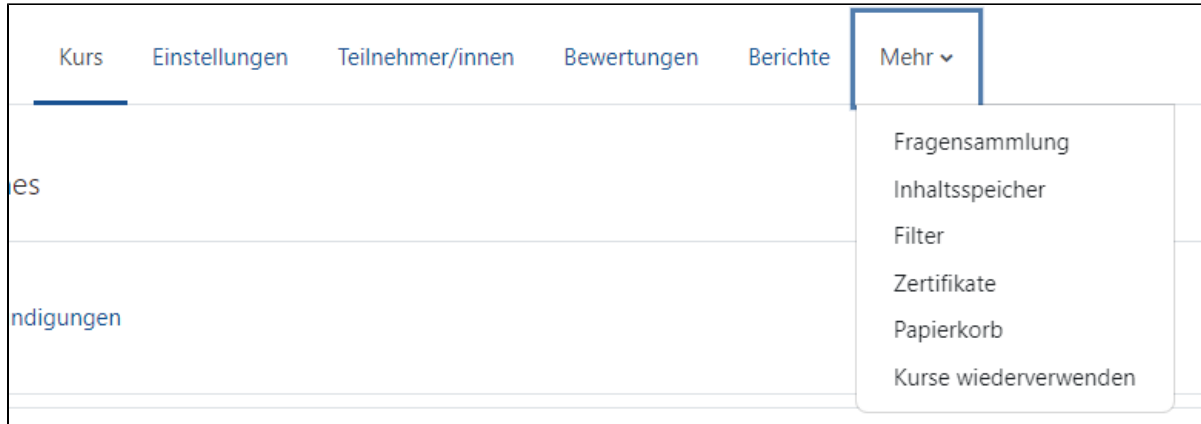 Kurs Einstellungen Teilnehmer/innen Bewertungen Berichte Mehr
Fragensammlung
Inhaltsspeicher
Filter
Zertifikate
Papierkorb
Kurse wiederverwenden
es
ndigungen